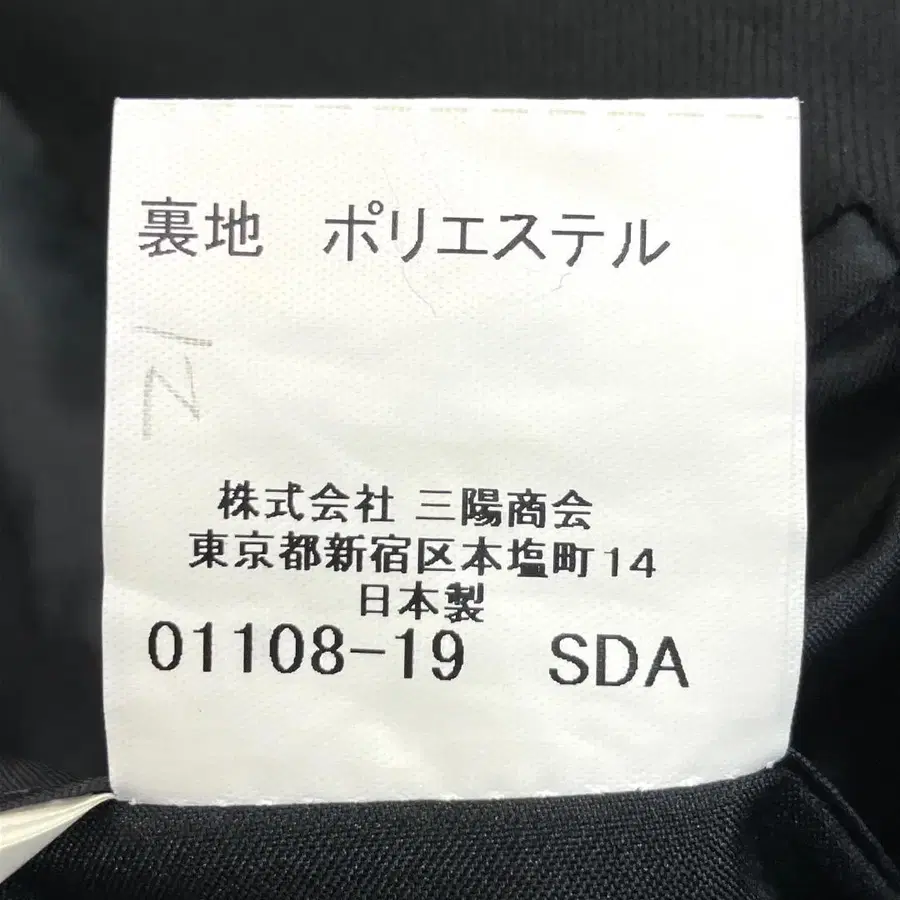 裏地　ポリエステル
N
株式会社 三陽商会
東京都新宿区本塩町14
日本製
01108-19　SDA